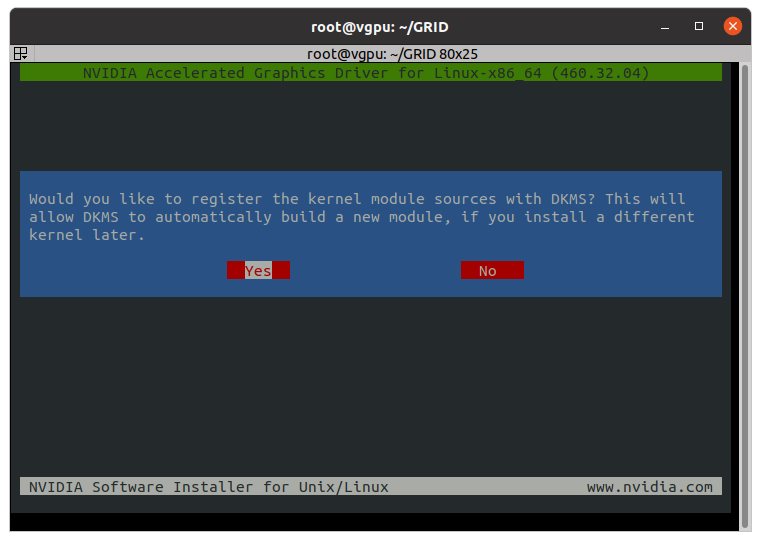 root@vgpu: ~/GRID
root@vgpu: ~/GRID 80x25
NVIDIA Accelerated Graphics Driver for Linux-x86_64 (460.32.04)
Would you like to register the kernel module sources with DKMS? This will
allow DKMS to automatically build a new module, if you install a different
kernel later.
Yes No
NVIDIA Software Installer for Unix/Linux www.nvidia.com